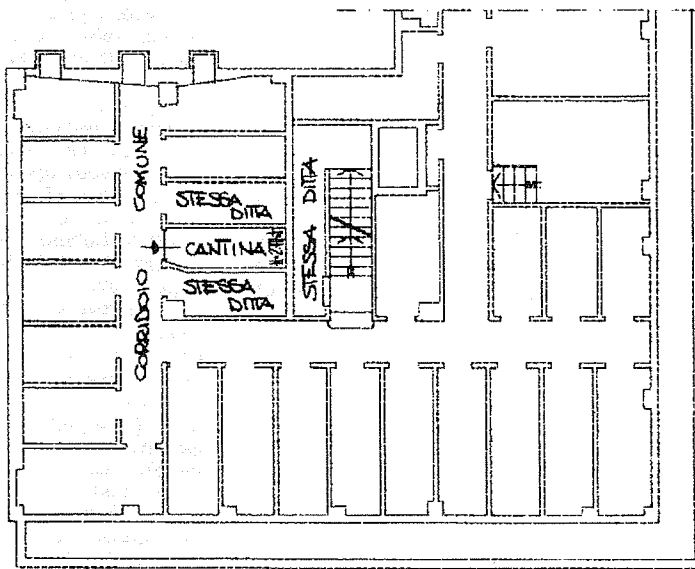 CORRIDOIO COMUNE
STESSA
DITTA
CANTINA
STESSA
DITTA
STESSA DITTA